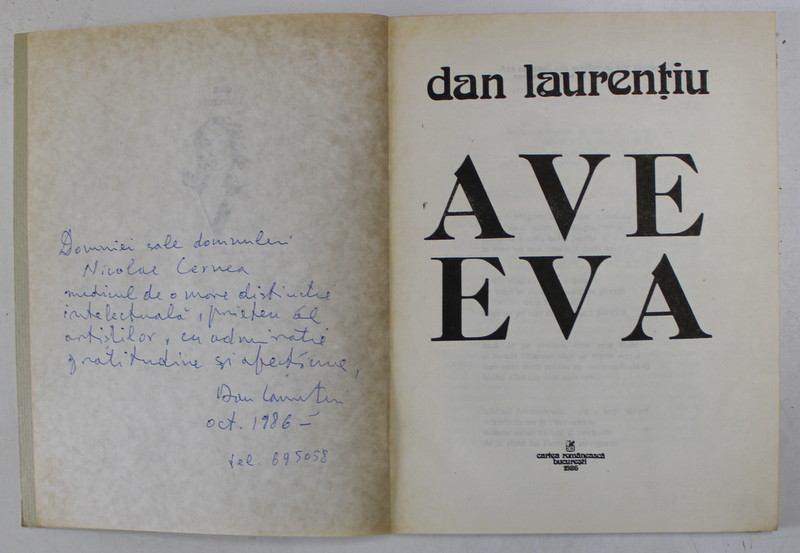 Domniei sale domnului
Nicolae Cernea
medicul de o mare distincție
intelectuală, prieten al
artiștilor, cu admirație
gratitudine și afecțiune,
Dan Laurențiu
oct. 1986 –
tel 695058
dan laurențiu
AVE
EVA
cartea românească
bucurești
1986